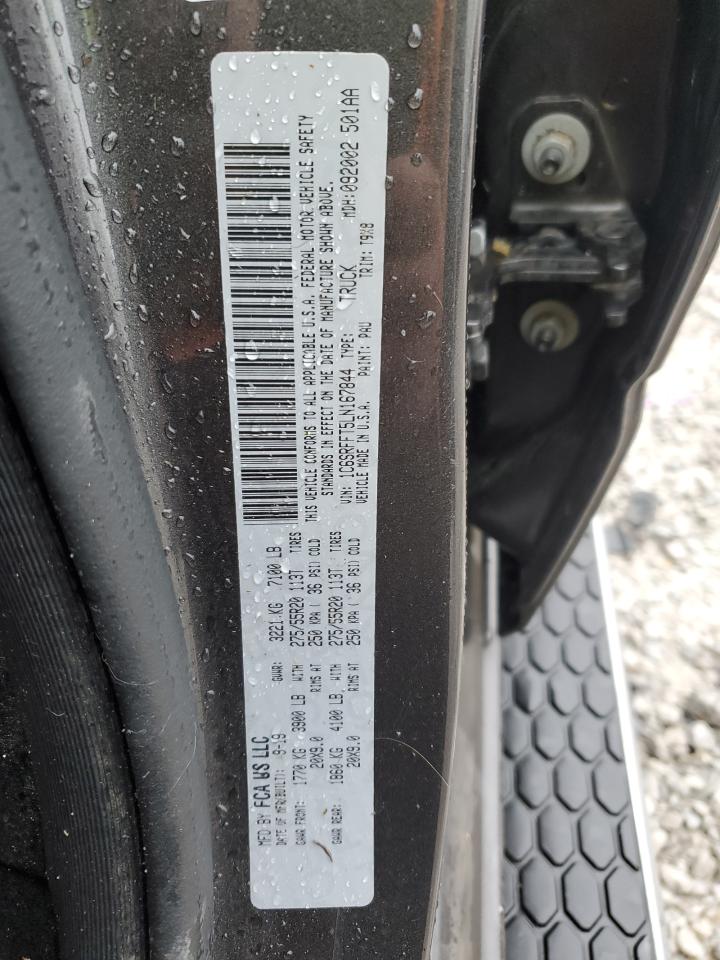 MFD BY FCA US LLC
DATE OF MFR(BUILT): 9-19 GVWR: 3221 KG 7100 LB
GAWR FRONT: 1770 KG 3900 LB WITH 275/55R20 113T TIRES
20X9.0 RIMS AT 250 KPA ( 36 PSI) COLD
GAWR REAR: 1860 KG 4100 LB, WITH 275/55R20 113T TIRES
20X9.0 RIMS AT 250 KPA ( 36 PSI) COLD
THIS VEHICLE CONFORMS TO ALL APPLICABLE U.S.A. FEDERAL MOTOR VEHICLE SAFETY
STANDARDS IN EFFECT ON THE DATE OF MANUFACTURE SHOWN ABOVE.
VIN: 1C6SRFFT5LN167844 TYPE: TRUCK MDH: 092002 501AA
VEHICLE MADE IN U.S.A. PAINT: PAU TRIM: T9X8